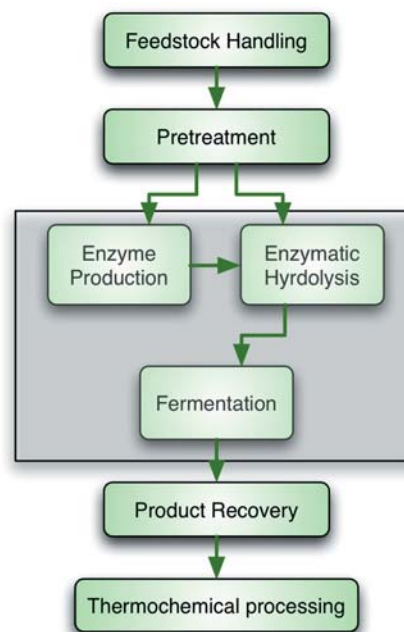 Feedstock Handling
Pretreatment
Enzyme
Production
Enzymatic
Hyrdolysis
Fermentation
Product Recovery
Thermochemical processing